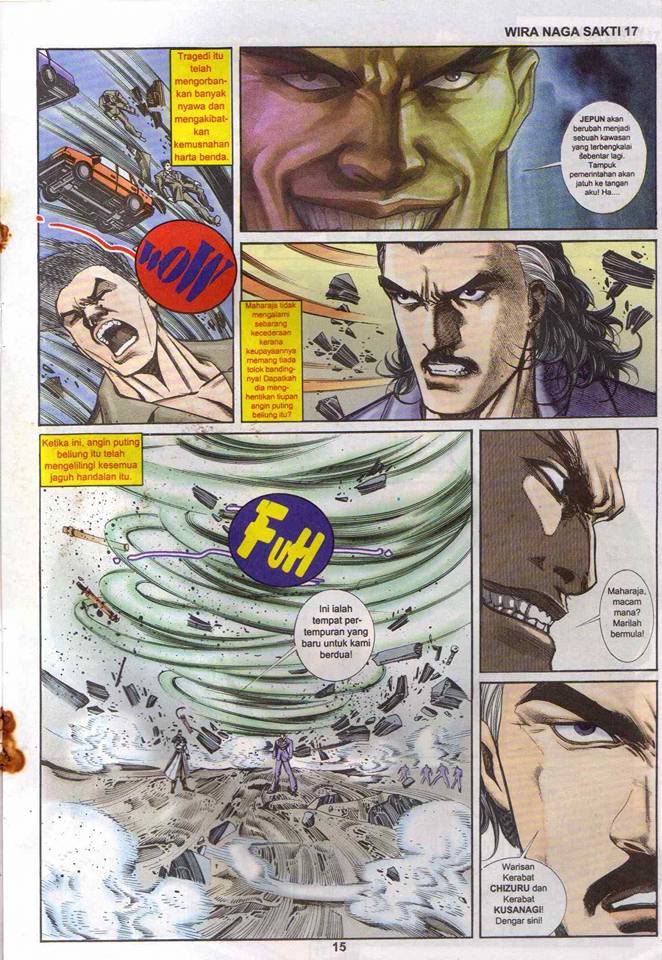 WIRA NAGA SAKTI 17
Tragedi itu
telah
mengorban-
kan banyak
nyawa dan
mengakibat-
kan
kemusnahan
harta benda.
WOW
JEPUN akan
berubah menjadi
sebuah kawasan
yang terbengkalai
sebentar lagi.
Tampuk
pemerintahan akan
jatuh ke tangan
aku! Ha....
Maharaja tidak
mengalami
sebarang
kecederaan
kerana
keupayaannya
memang tiada
tolok banding-
nya! Dapatkah
dia meng-
hentikan tiupan
angin puting
beliung itu?
Ketika ini, angin puting
beliung itu telah
mengelilingi kesemua
jaguh handalan itu.
FUH
Ini ialah
tempat per-
tempuran yang
baru untuk kami
berdua!
Maharaja,
macam
mana?
Marilah
bermula!
Warisan
Kerabat
CHIZURU dan
Kerabat
KUSANAGI!
Dengar sini!
15